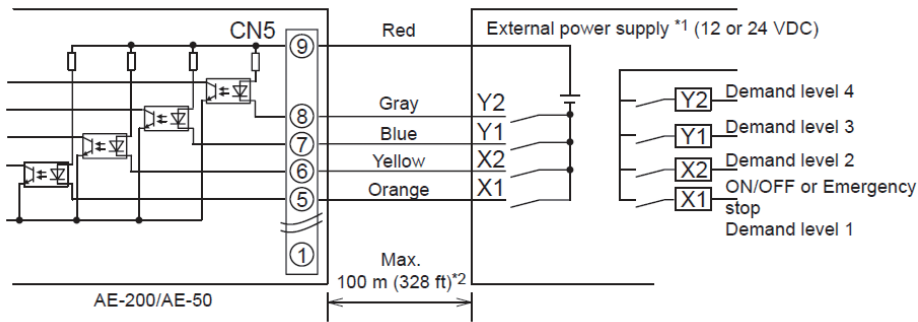 CN5
Red
External power supply *1 (12 or 24 VDC)
⑨
⑧
Gray
Y2
⑦
Blue
Y1
⑥
Yellow
X2
⑤
Orange
X1
①
Y2
Demand level 4
Y1
Demand level 3
X2
Demand level 2
X1
ON/OFF or Emergency
stop
Demand level 1
Max.
100 m (328 ft)*2
AE-200/AE-50